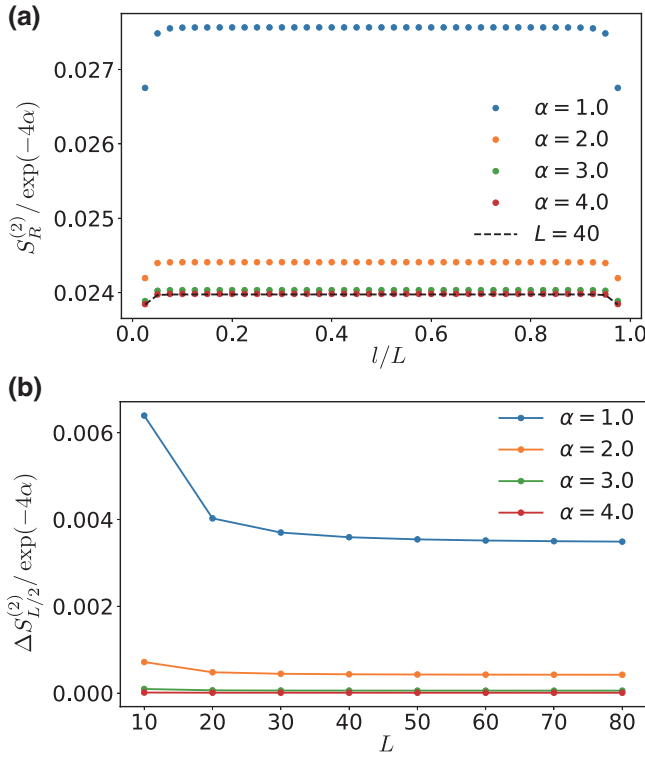 (a)
S_R^{(2)} / exp(−4α)
0.027
0.026
0.025
0.024
α = 1.0
α = 2.0
α = 3.0
α = 4.0
L = 40
0.0 0.2 0.4 0.6 0.8 1.0
l/L
(b)
ΔS_{L/2}^{(2)} / exp(−4α)
0.006
0.004
0.002
0.000
α = 1.0
α = 2.0
α = 3.0
α = 4.0
10 20 30 40 50 60 70 80
L